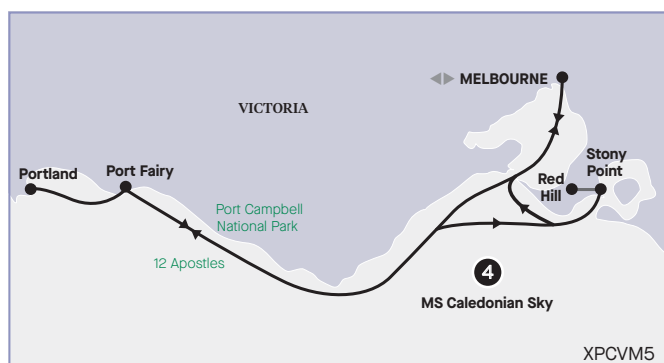 MELBOURNE
VICTORIA
Portland
Port Fairy
Stony
Point
Red
Hill
Port Campbell
National Park
12 Apostles
4
MS Caledonian Sky
XPCVM5